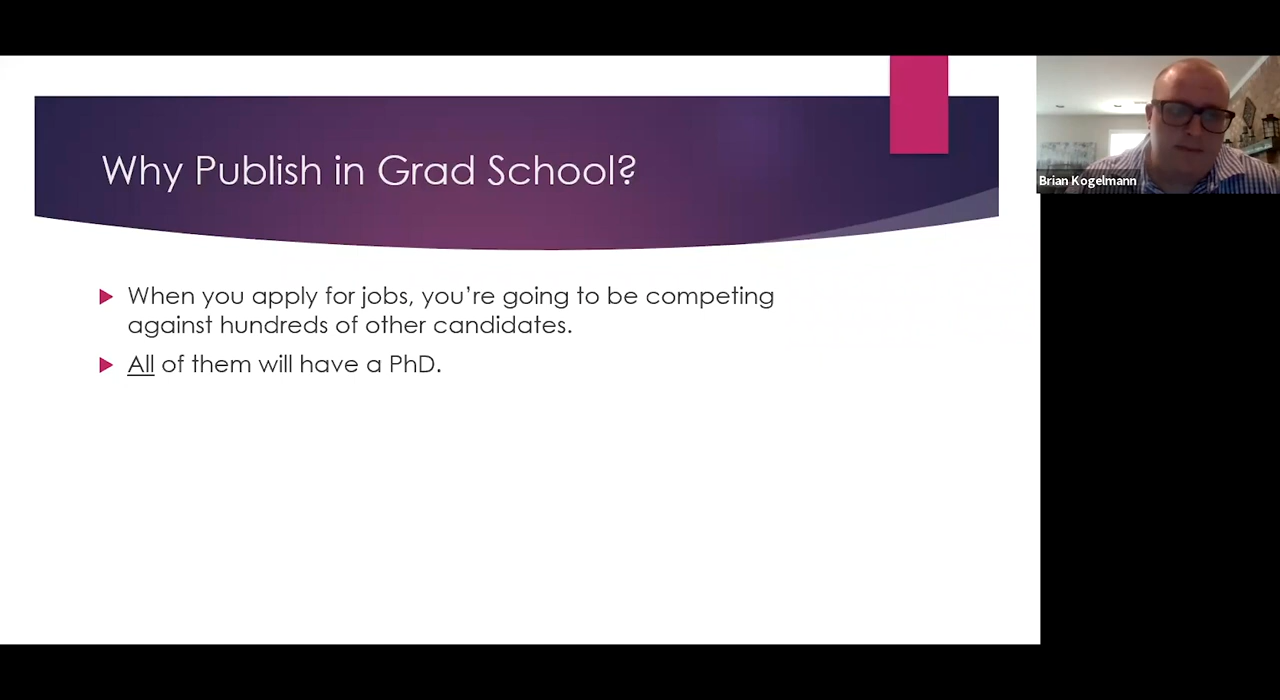 Why Publish in Grad School?
When you apply for jobs, you’re going to be competing
against hundreds of other candidates.
All of them will have a PhD.
Brian Kogelmann